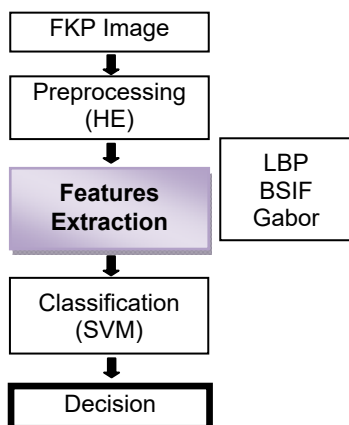 FKP Image
Preprocessing
(HE)
Features
Extraction
LBP
BSIF
Gabor
Classification
(SVM)
Decision